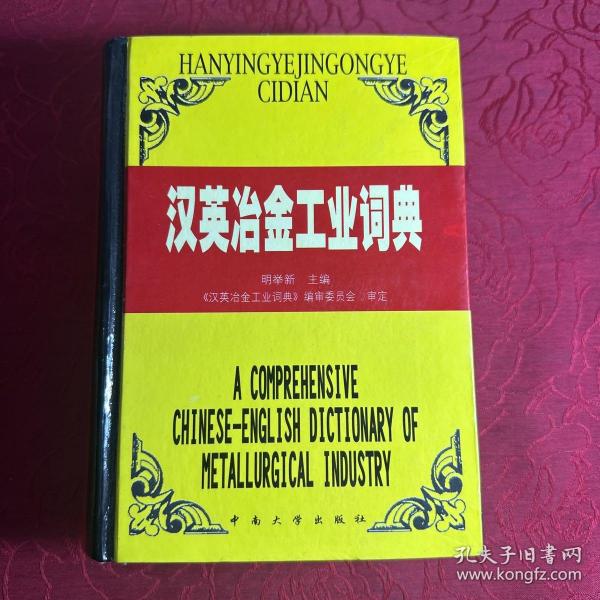 HANYINGYEJINGONGYE
CIDIAN
汉英冶金工业词典
明举新 主编
《汉英冶金工业词典》编审委员会 审定
A COMPREHENSIVE
CHINESE-ENGLISH DICTIONARY OF
METALLURGICAL INDUSTRY
中南大学出版社
孔夫子旧书网
www.kongfz.com